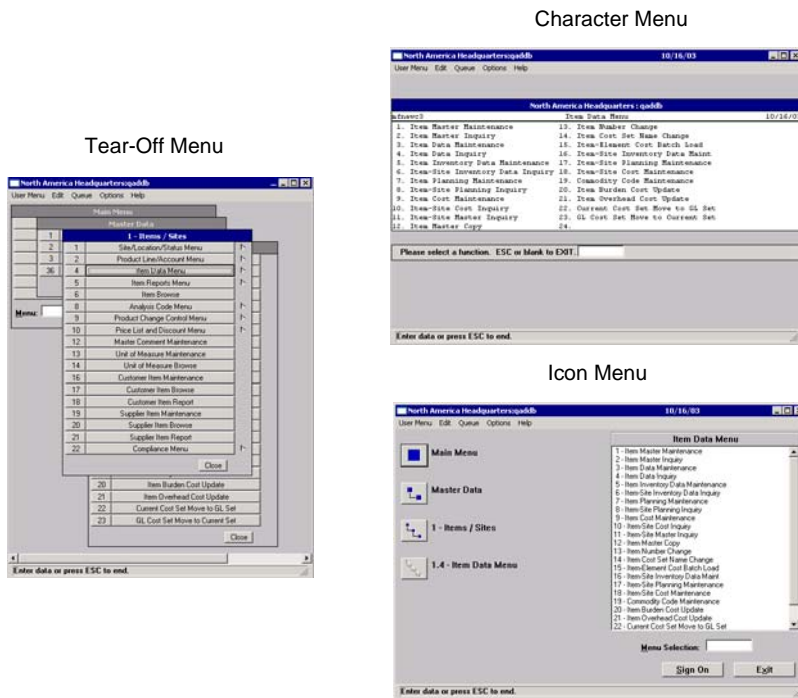 Character Menu
North America Headquarters:qaddb 10/16/03
User Menu Edit Queue Options Help
North America Headquarters : qaddb
Item Data Menu
1. Item Master Maintenance 13. Item Number Change
2. Item Master Inquiry 14. Item Cost Set Name Change
3. Item Data Maintenance 15. Item-Element Cost Batch Load
4. Item Data Inquiry 16. Item-Site Inventory Data Maint
5. Item Inventory Data Maintenance 17. Item-Site Planning Maintenance
6. Item-Site Inventory Data Inquiry 18. Item-Site Cost Maintenance
7. Item Planning Maintenance 19. Commodity Code Maintenance
8. Item-Site Planning Inquiry 20. Item Burden Cost Update
9. Item Cost Maintenance 21. Item Overhead Cost Update
10. Item-Site Cost Inquiry 22. Current Cost Set Move to GL Set
11. Item-Site Master Inquiry 23. GL Cost Set Move to Current Set
12. Item Master Copy 24.
Please select a function. ESC or blank to EXIT.
Enter data or press ESC to end.
Tear-Off Menu
North America Headquarters:qaddb
User Menu Edit Queue Options Help
Main Menu
Master Data
1 - Items / Sites
1
2
3
36
1 Site/Location/Status Menu
2 Product Line/Account Menu
4 Item Data Menu
5 Item Reports Menu
6 Item Browse
8 Analysis Code Menu
9 Product Change Control Menu
10 Price List and Discount Menu
12 Master Comment Maintenance
13 Unit of Measure Maintenance
14 Unit of Measure Browse
16 Customer Item Maintenance
17 Customer Item Browse
18 Customer Item Report
19 Supplier Item Maintenance
20 Supplier Item Browse
21 Supplier Item Report
22 Compliance Menu
Close
Menu:
20 Item Burden Cost Update
21 Item Overhead Cost Update
22 Current Cost Set Move to GL Set
23 GL Cost Set Move to Current Set
Close
Enter data or press ESC to end.
Icon Menu
North America Headquarters:qaddb 10/16/03
User Menu Edit Queue Options Help
Main Menu
Master Data
1 - Items / Sites
1.4 - Item Data Menu
Item Data Menu
1 - Item Master Maintenance
2 - Item Master Inquiry
3 - Item Data Maintenance
4 - Item Data Inquiry
5 - Item Inventory Data Maintenance
6 - Item-Site Inventory Data Inquiry
7 - Item Planning Maintenance
8 - Item-Site Planning Inquiry
9 - Item Cost Maintenance
10 - Item-Site Cost Inquiry
11 - Item-Site Master Inquiry
12 - Item Master Copy
13 - Item Number Change
14 - Item Cost Set Name Change
15 - Item-Element Cost Batch Load
16 - Item-Site Inventory Data Maint
17 - Item-Site Planning Maintenance
18 - Item-Site Cost Maintenance
19 - Commodity Code Maintenance
20 - Item Burden Cost Update
21 - Item Overhead Cost Update
22 - Current Cost Set Move to GL Set
Menu Selection:
Sign On Exit
Enter data or press ESC to end.